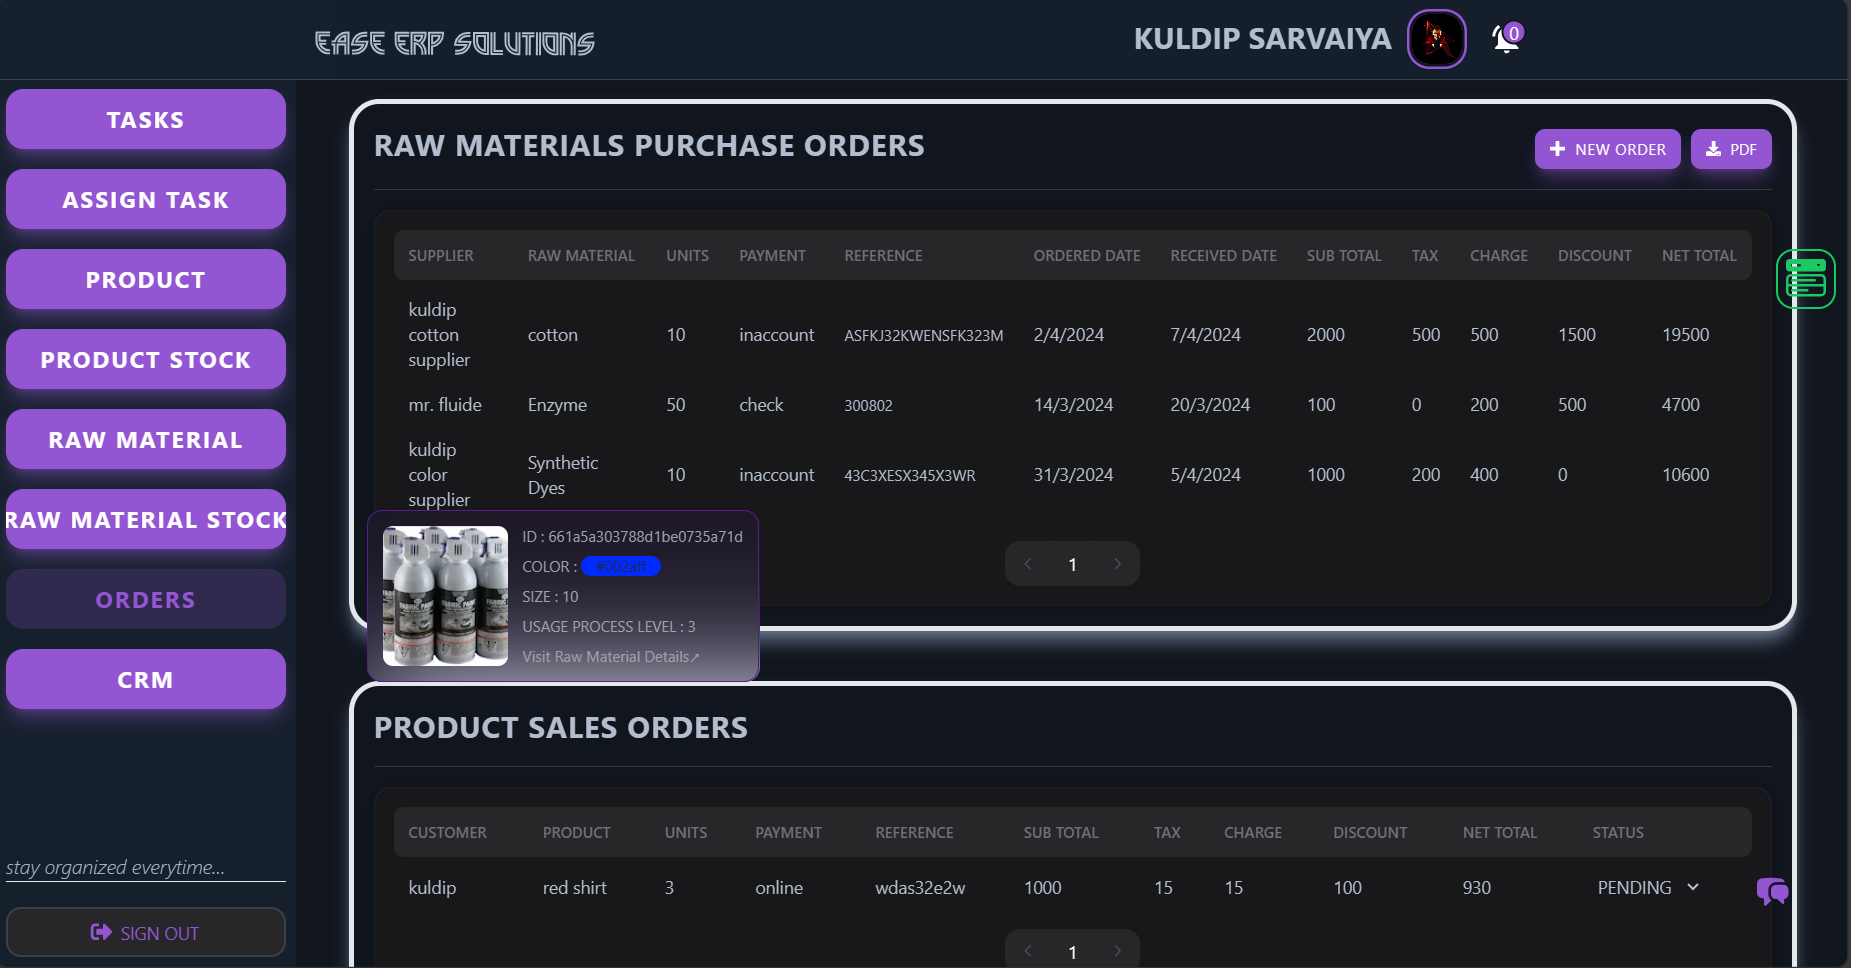 EASE ERP SOLUTIONS
KULDIP SARVAIYA
0
TASKS
ASSIGN TASK
PRODUCT
PRODUCT STOCK
RAW MATERIAL
RAW MATERIAL STOCK
ORDERS
CRM
stay organized everytime...
SIGN OUT
RAW MATERIALS PURCHASE ORDERS
NEW ORDER
PDF
SUPPLIER RAW MATERIAL UNITS PAYMENT REFERENCE ORDERED DATE RECEIVED DATE SUB TOTAL TAX CHARGE DISCOUNT NET TOTAL
kuldip
cotton
supplier
cotton 10 inaccount ASFKJ32KWENSFK323M 2/4/2024 7/4/2024 2000 500 500 1500 19500
mr. fluide Enzyme 50 check 300802 14/3/2024 20/3/2024 100 0 200 500 4700
kuldip
color
supplier
Synthetic
Dyes
10 inaccount 43C3XESX345X3WR 31/3/2024 5/4/2024 1000 200 400 0 10600
FABRIC PAINT
ID : 661a5a303788d1be0735a71d
COLOR : #002aff
SIZE : 10
USAGE PROCESS LEVEL : 3
Visit Raw Material Details↗
1
PRODUCT SALES ORDERS
CUSTOMER PRODUCT UNITS PAYMENT REFERENCE SUB TOTAL TAX CHARGE DISCOUNT NET TOTAL STATUS
kuldip red shirt 3 online wdas32e2w 1000 15 15 100 930 PENDING
1